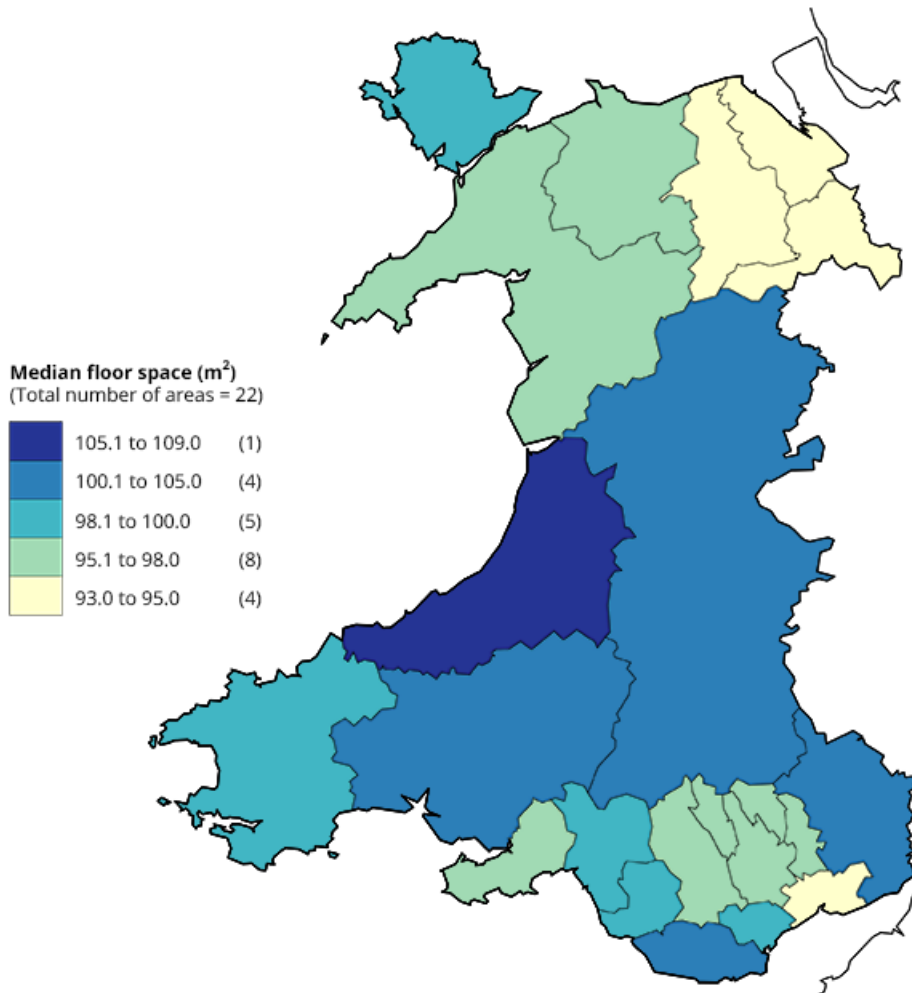 Median floor space (m²)
(Total number of areas = 22)
105.1 to 109.0 (1)
100.1 to 105.0 (4)
98.1 to 100.0 (5)
95.1 to 98.0 (8)
93.0 to 95.0 (4)